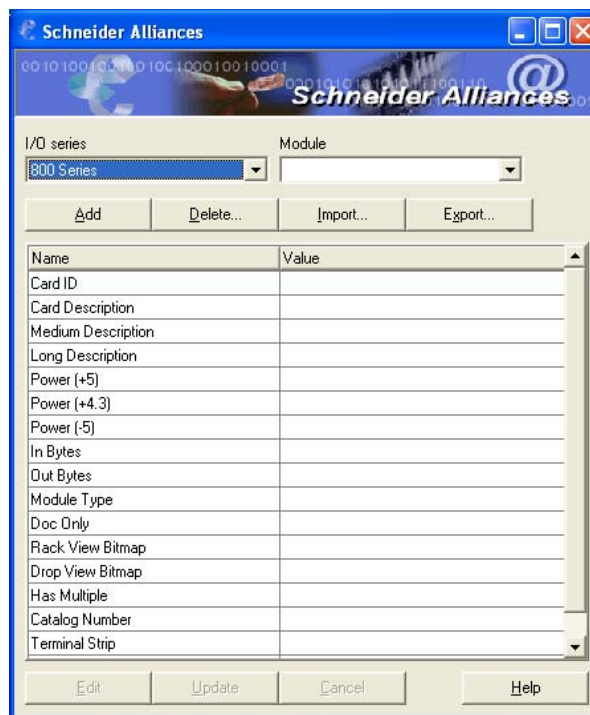 Schneider Alliances
Schneider Alliances
I/O series
Module
800 Series
Add
Delete...
Import...
Export...
Name
Value
Card ID
Card Description
Medium Description
Long Description
Power (+5)
Power (+4.3)
Power (-5)
In Bytes
Out Bytes
Module Type
Doc Only
Rack View Bitmap
Drop View Bitmap
Has Multiple
Catalog Number
Terminal Strip
Edit
Update
Cancel
Help